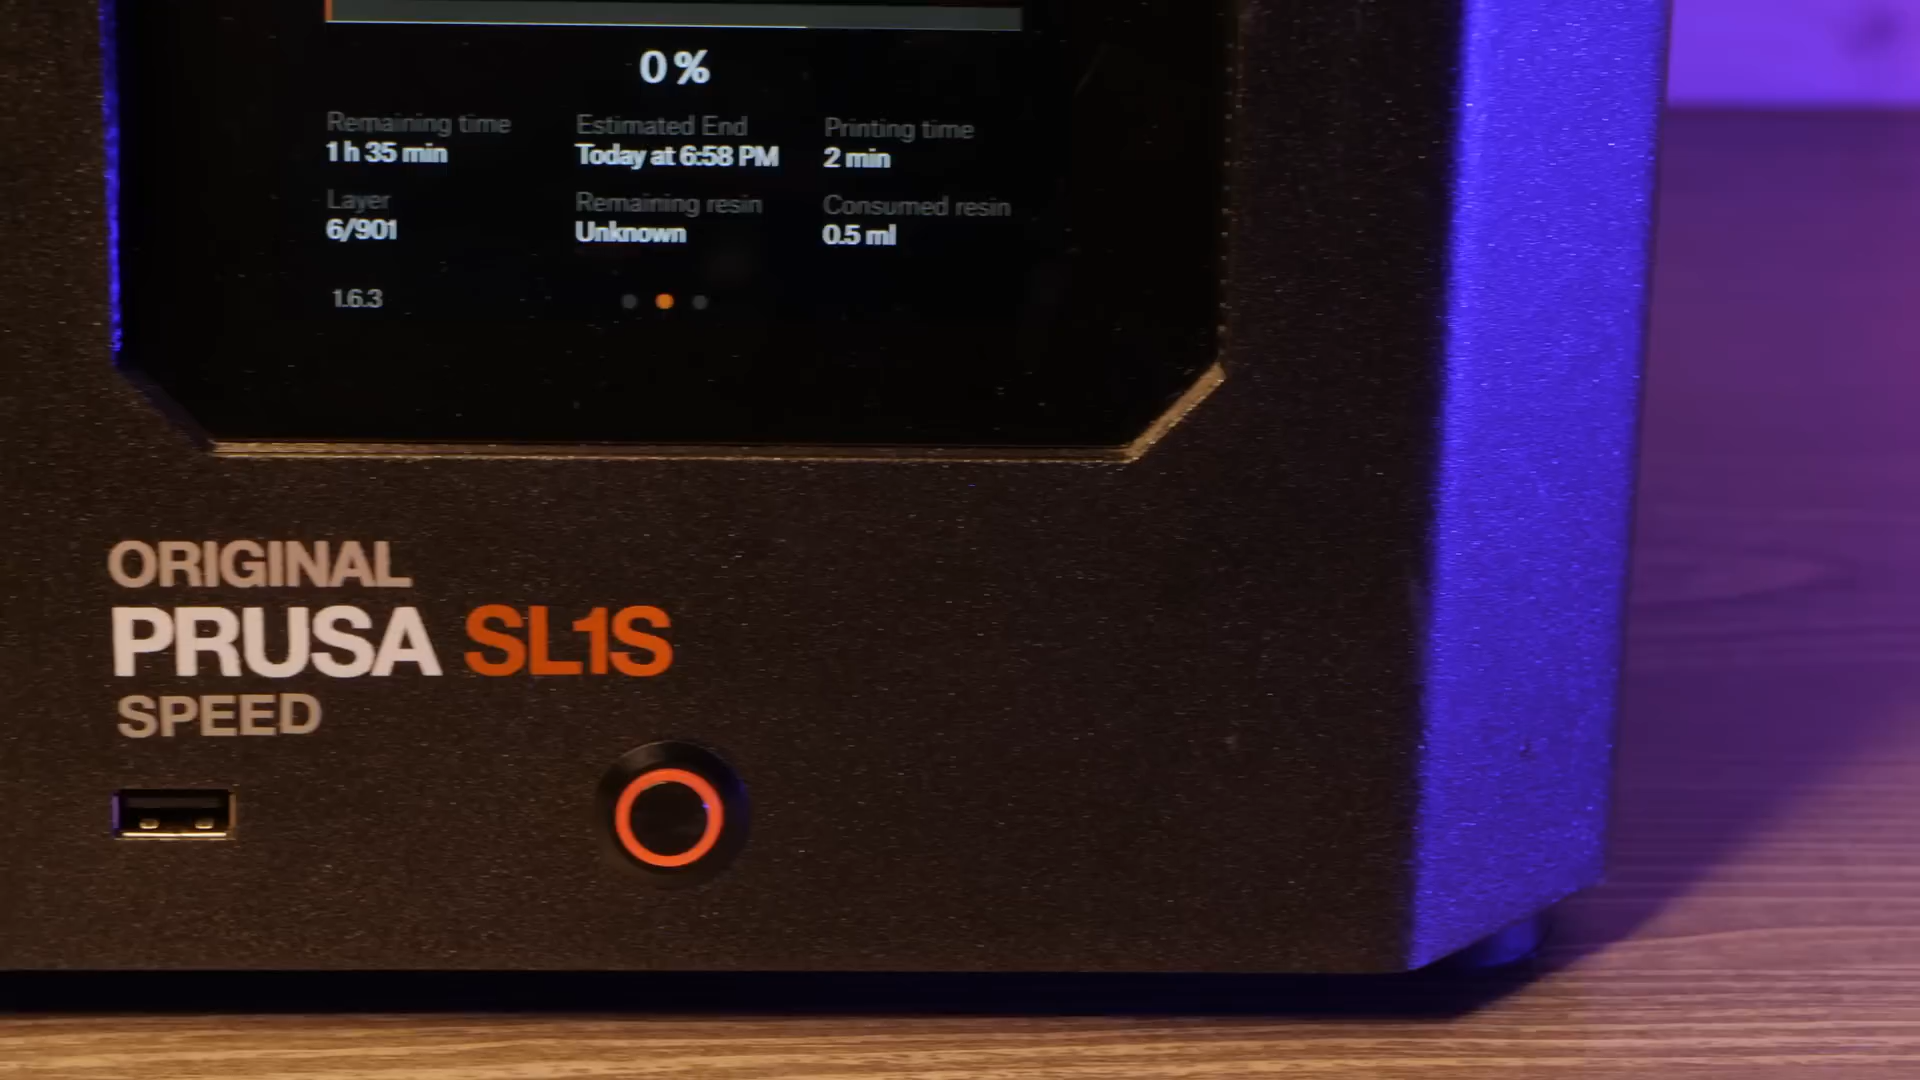 0 %
Remaining time Estimated End Printing time
1 h 35 min Today at 6:58 PM 2 min
Layer Remaining resin Consumed resin
6/901 Unknown 0.5 ml
1.6.3
ORIGINAL
PRUSA SL1S
SPEED